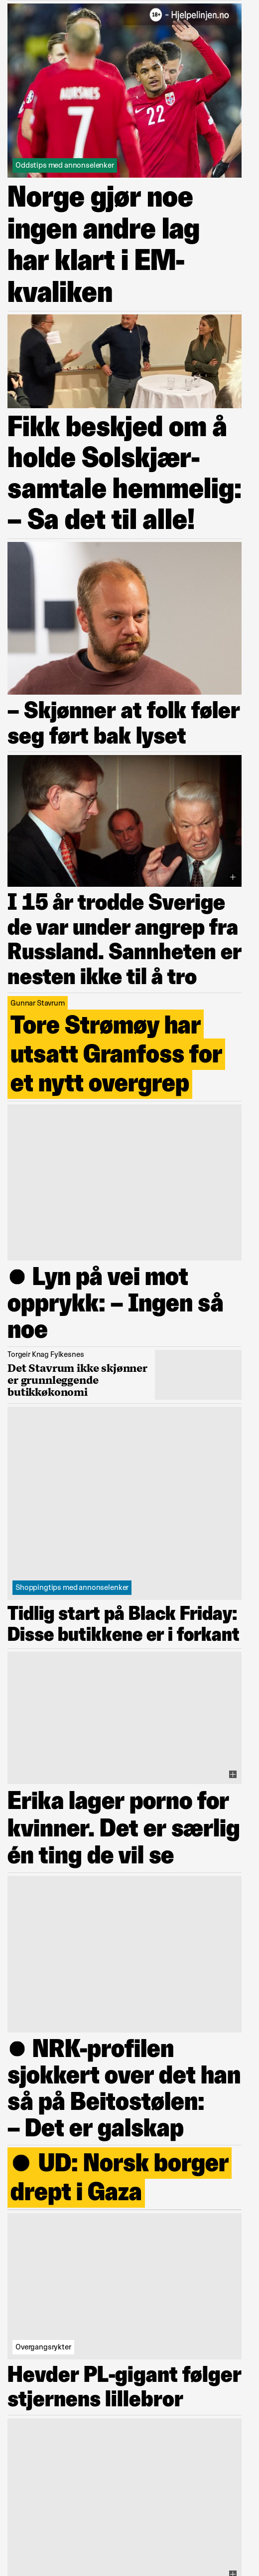 18+ – Hjelpelinjen.no
AURSNES
7
22
Oddstips med annonselenker
Norge gjør noe
ingen andre lag
har klart i EM-
kvaliken
Fikk beskjed om å
holde Solskjær-
samtale hemmelig:
– Sa det til alle!
– Skjønner at folk føler
seg ført bak lyset
I 15 år trodde Sverige
de var under angrep fra
Russland. Sannheten er
nesten ikke til å tro
Gunnar Stavrum
Tore Strømøy har
utsatt Granfoss for
et nytt overgrep
● Lyn på vei mot
opprykk: – Ingen så
noe
Torgeir Knag Fylkesnes
Det Stavrum ikke skjønner
er grunnleggende
butikkøkonomi
Shoppingtips med annonselenker
Tidlig start på Black Friday:
Disse butikkene er i forkant
Erika lager porno for
kvinner. Det er særlig
én ting de vil se
● NRK-profilen
sjokkert over det han
så på Beitostølen:
– Det er galskap
● UD: Norsk borger
drept i Gaza
Overgangsrykter
Hevder PL-gigant følger
stjernens lillebror